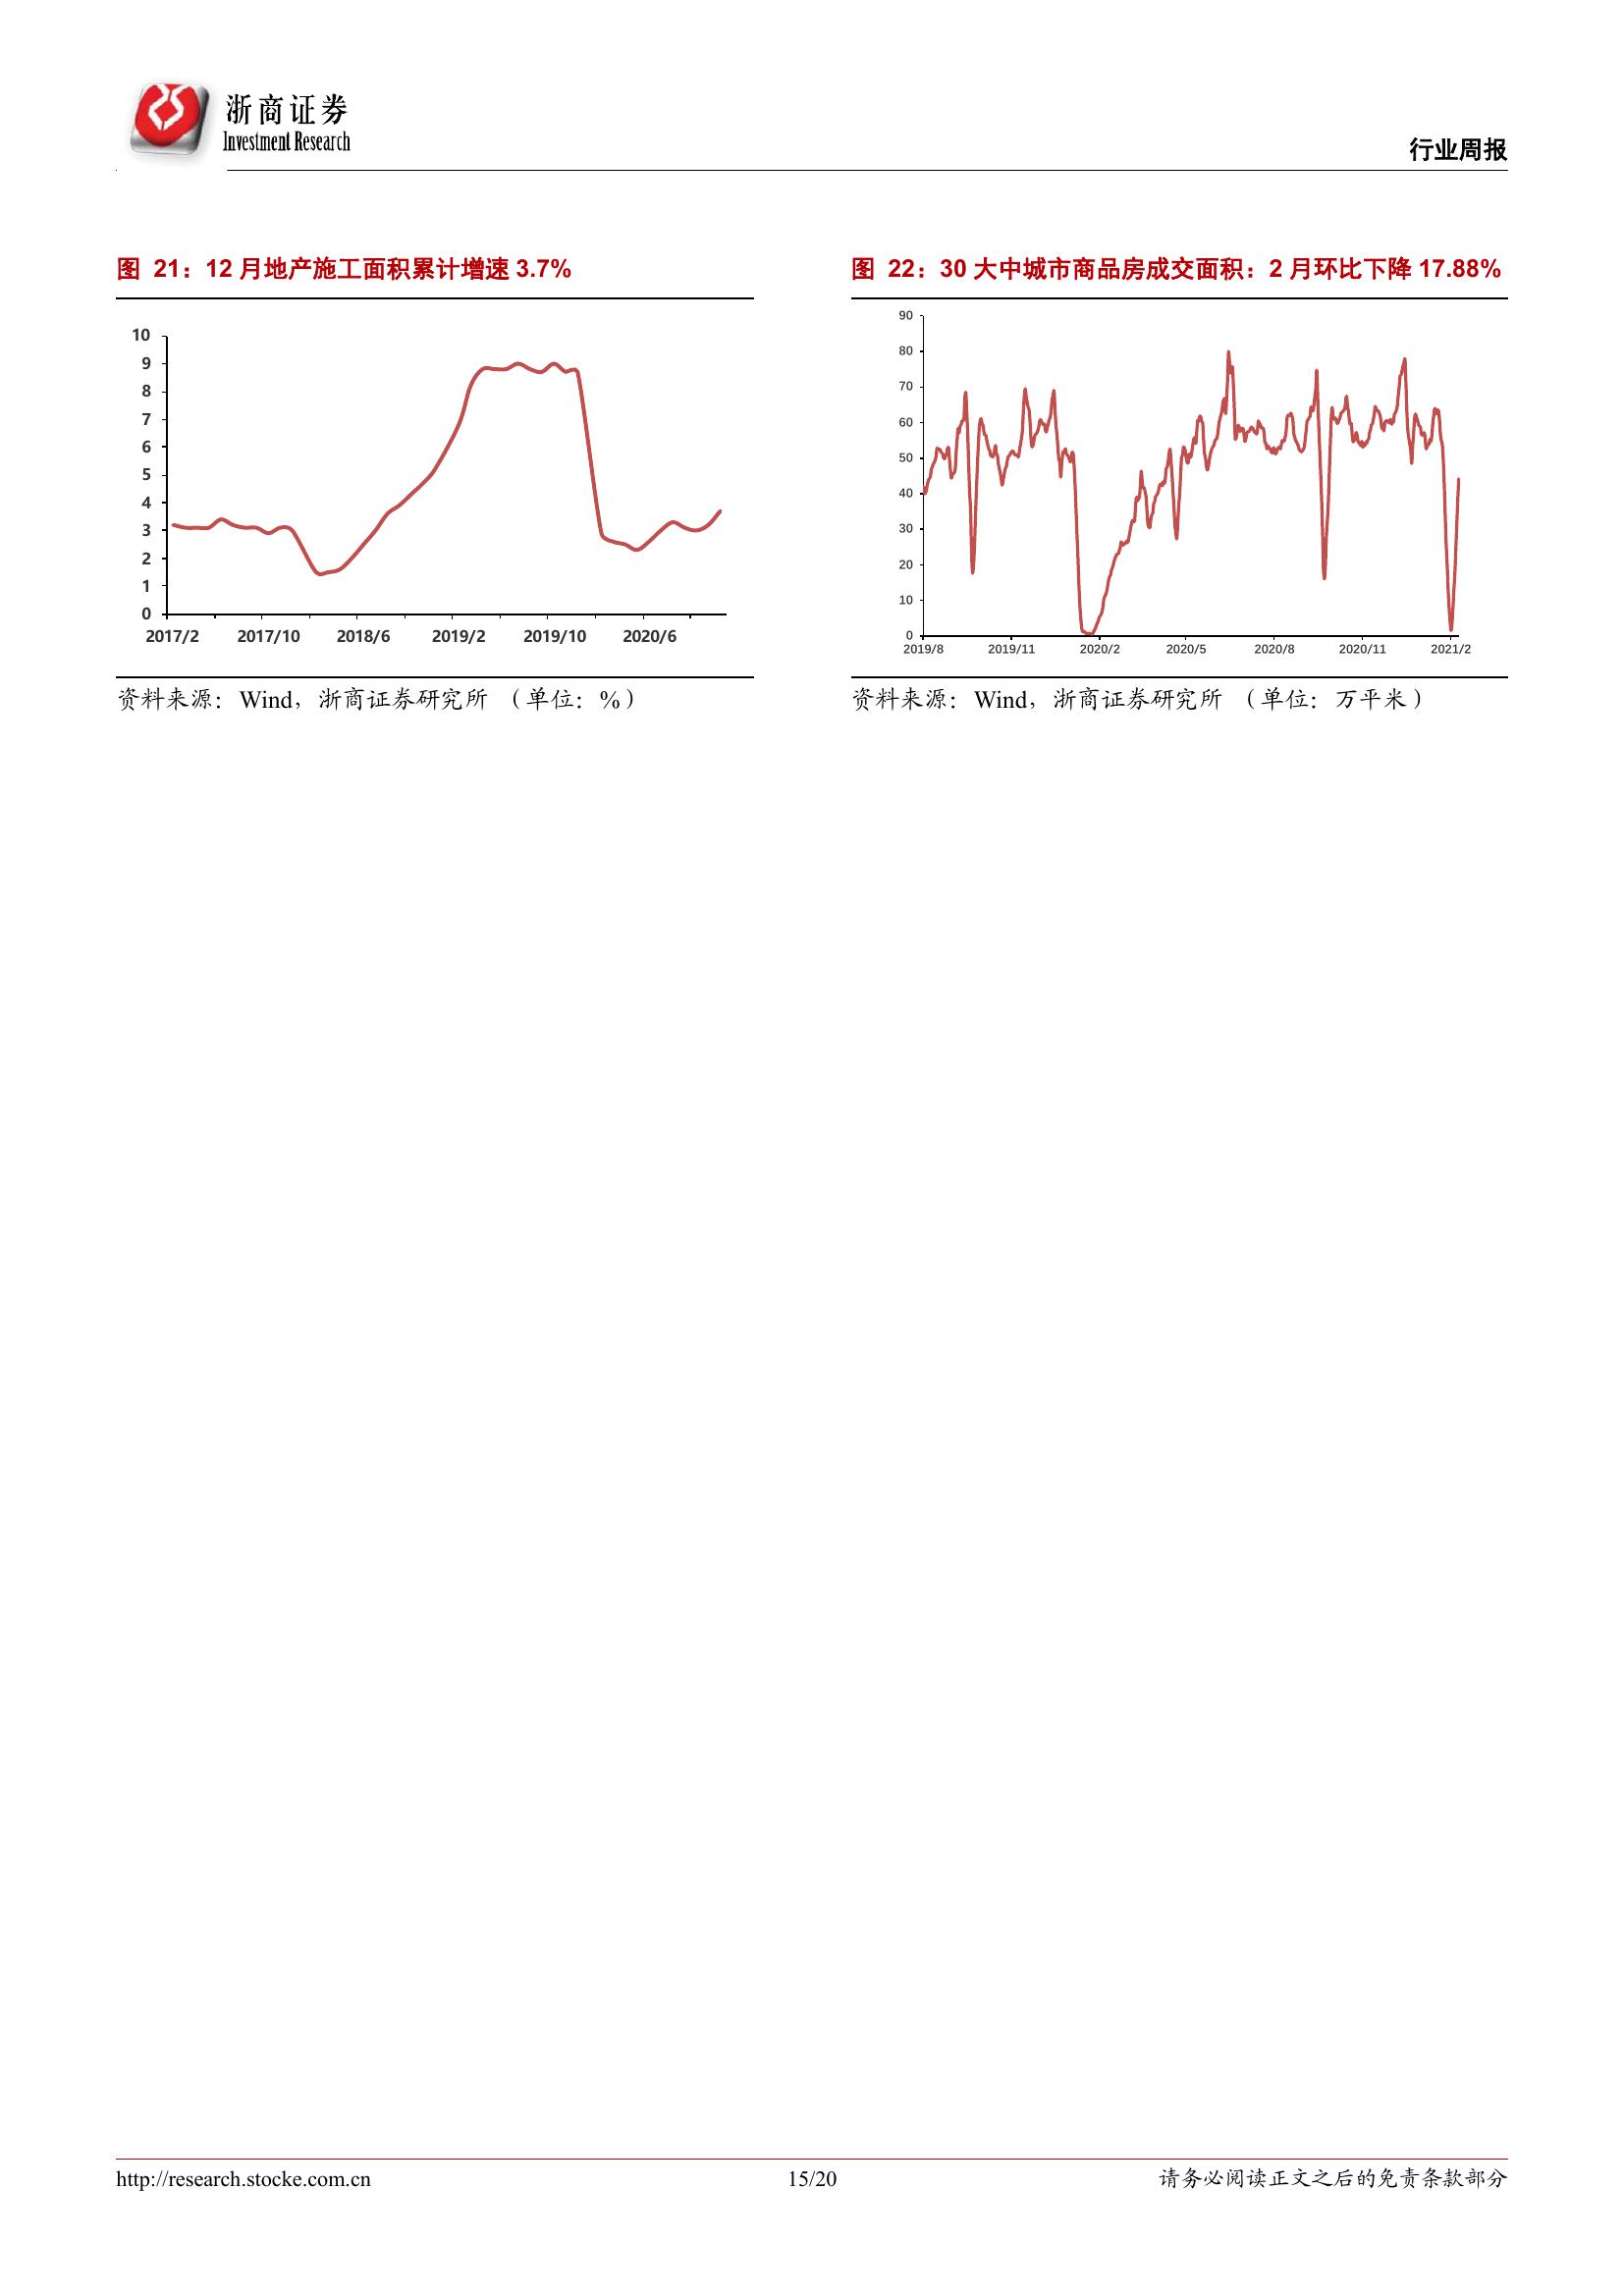 浙商证券
Investment Research
行业周报
图 21：12 月地产施工面积累计增速 3.7%
10
9
8
7
6
5
4
3
2
1
0
2017/2 2017/10 2018/6 2019/2 2019/10 2020/6
资料来源：Wind，浙商证券研究所 （单位：%）
图 22：30 大中城市商品房成交面积：2 月环比下降 17.88%
90
80
70
60
50
40
30
20
10
0
2019/8 2019/11 2020/2 2020/5 2020/8 2020/11 2021/2
资料来源：Wind，浙商证券研究所 （单位：万平米）
http://research.stocke.com.cn 15/20 请务必阅读正文之后的免责条款部分